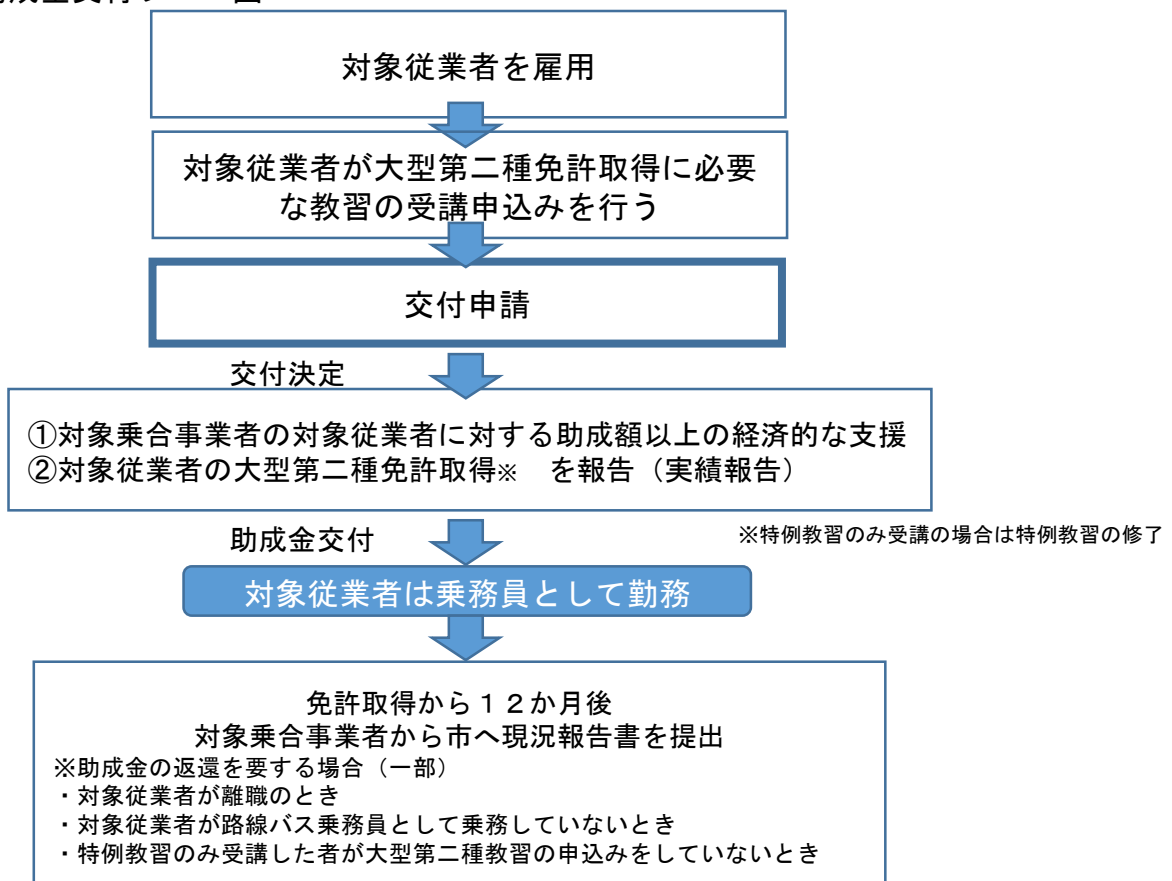 対象従業者を雇用
対象従業者が大型第二種免許取得に必要
な教習の受講申込みを行う
交付申請
交付決定
①対象乗合事業者の対象従業者に対する助成額以上の経済的な支援
②対象従業者の大型第二種免許取得※　を報告（実績報告）
助成金交付
※特例教習のみ受講の場合は特例教習の修了
対象従業者は乗務員として勤務
免許取得から１２か月後
対象乗合事業者から市へ現況報告書を提出
※助成金の返還を要する場合（一部）
・対象従業者が離職のとき
・対象従業者が路線バス乗務員として乗務していないとき
・特例教習のみ受講した者が大型第二種教習の申込みをしていないとき